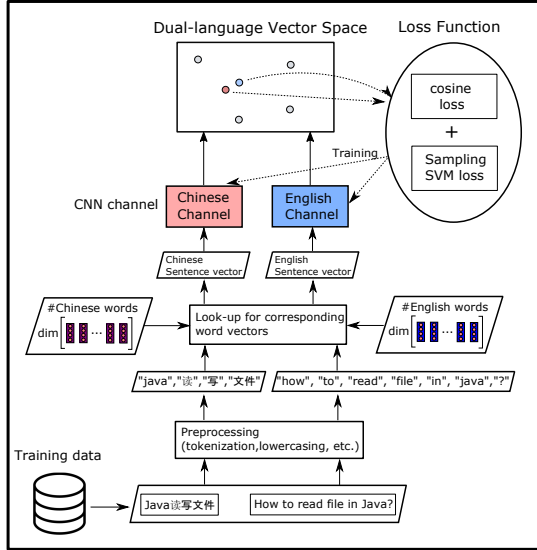 Dual-language Vector Space
Loss Function
cosine
loss
+
Sampling
SVM loss
Training
CNN channel
Chinese
Channel
English
Channel
Chinese
Sentence vector
English
Sentence vector
#Chinese words
dim
...
Look-up for corresponding
word vectors
#English words
dim
...
"java","读","写","文件"
"how", "to", "read", "file", "in", "java","?"
Preprocessing
(tokenization,lowercasing, etc.)
Training data
Java读写文件
How to read file in Java?